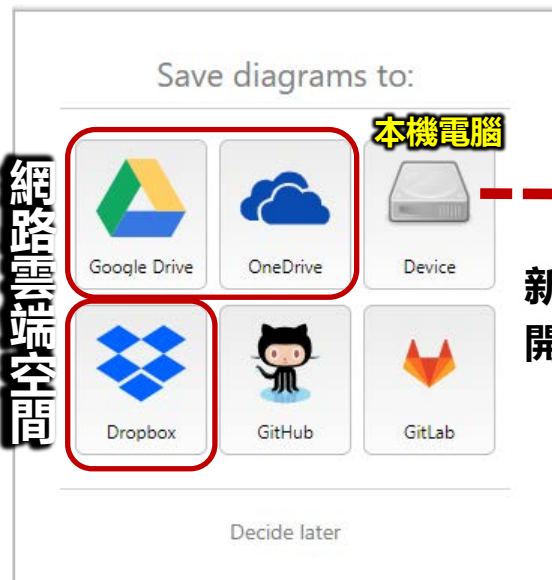 Save diagrams to:
本機電腦
網路雲端空間
Google Drive
OneDrive
Device
新
開
Dropbox
GitHub
GitLab
Decide later